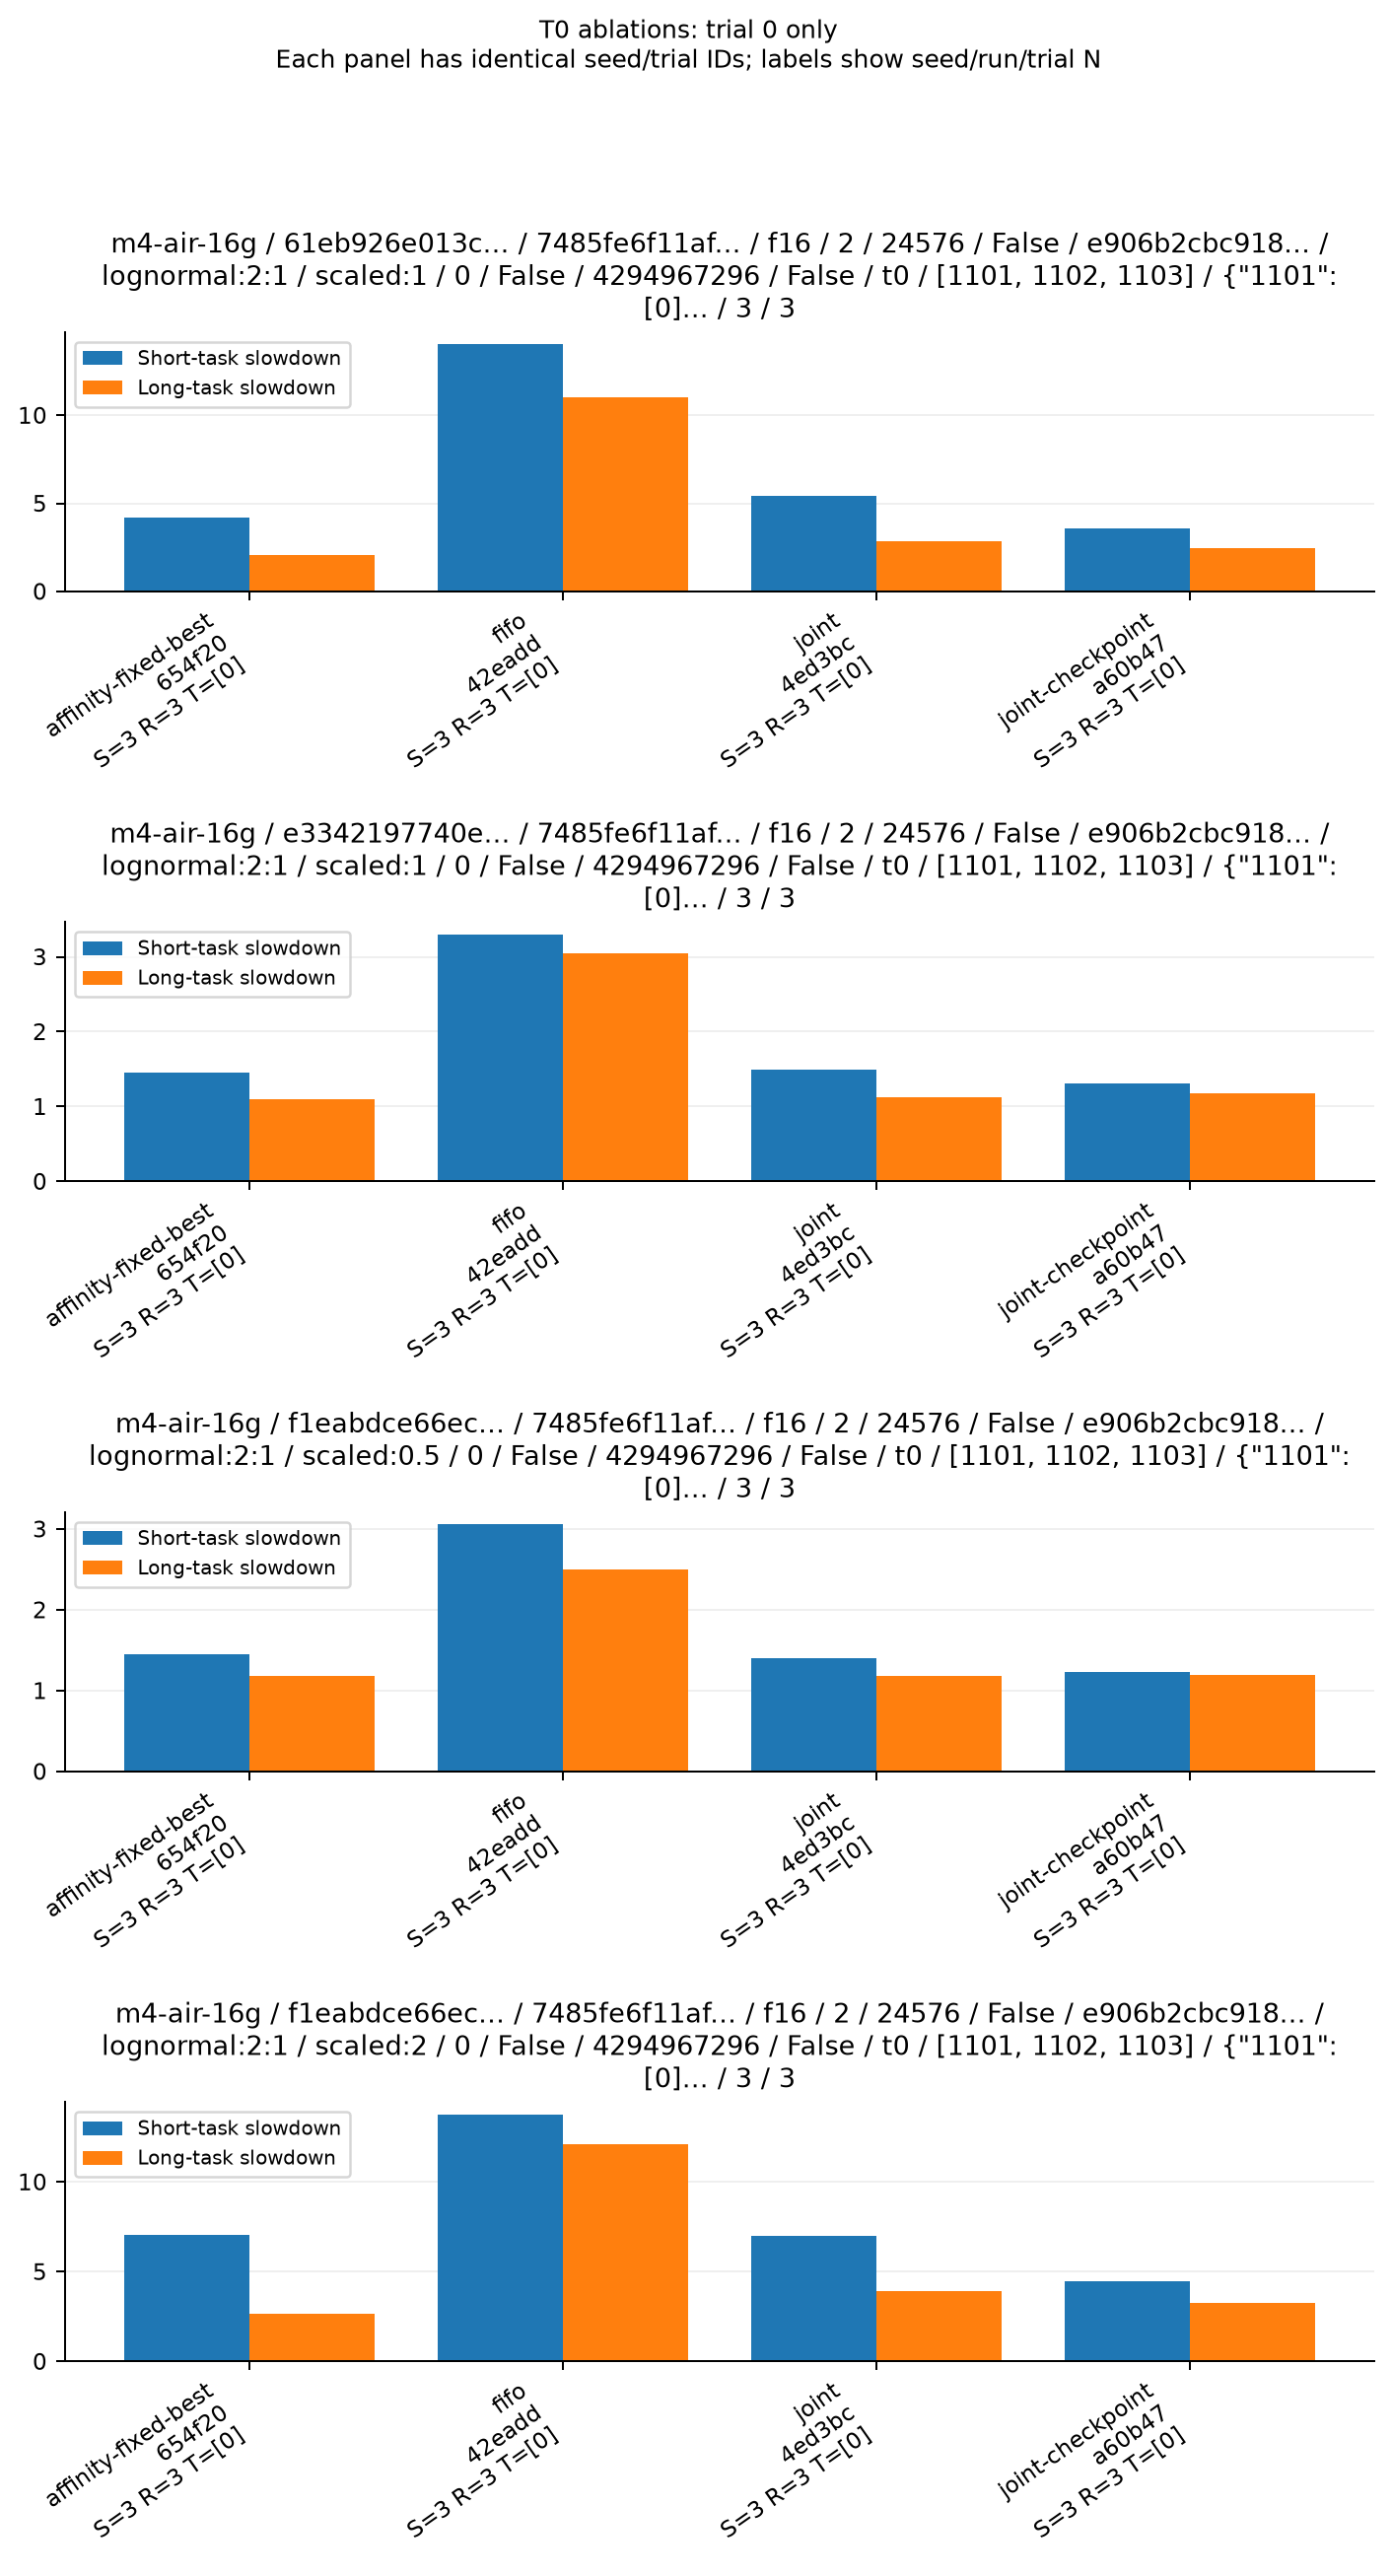 T0 ablations: trial 0 only
Each panel has identical seed/trial IDs; labels show seed/run/trial N
m4-air-16g / 61eb926e013c… / 7485fe6f11af… / f16 / 2 / 24576 / False / e906b2cbc918… /
lognormal:2:1 / scaled:1 / 0 / False / 4294967296 / False / t0 / [1101, 1102, 1103] / {"1101":
[0]… / 3 / 3
Short-task slowdown
Long-task slowdown
10
5
0
affinity-fixed-best
654f20
S=3 R=3 T=[0]
fifo
42eadd
S=3 R=3 T=[0]
joint
4ed3bc
S=3 R=3 T=[0]
joint-checkpoint
a60b47
S=3 R=3 T=[0]
m4-air-16g / e3342197740e… / 7485fe6f11af… / f16 / 2 / 24576 / False / e906b2cbc918… /
lognormal:2:1 / scaled:1 / 0 / False / 4294967296 / False / t0 / [1101, 1102, 1103] / {"1101":
[0]… / 3 / 3
Short-task slowdown
Long-task slowdown
3
2
1
0
affinity-fixed-best
654f20
S=3 R=3 T=[0]
fifo
42eadd
S=3 R=3 T=[0]
joint
4ed3bc
S=3 R=3 T=[0]
joint-checkpoint
a60b47
S=3 R=3 T=[0]
m4-air-16g / f1eabdce66ec… / 7485fe6f11af… / f16 / 2 / 24576 / False / e906b2cbc918… /
lognormal:2:1 / scaled:0.5 / 0 / False / 4294967296 / False / t0 / [1101, 1102, 1103] / {"1101":
[0]… / 3 / 3
Short-task slowdown
Long-task slowdown
3
2
1
0
affinity-fixed-best
654f20
S=3 R=3 T=[0]
fifo
42eadd
S=3 R=3 T=[0]
joint
4ed3bc
S=3 R=3 T=[0]
joint-checkpoint
a60b47
S=3 R=3 T=[0]
m4-air-16g / f1eabdce66ec… / 7485fe6f11af… / f16 / 2 / 24576 / False / e906b2cbc918… /
lognormal:2:1 / scaled:2 / 0 / False / 4294967296 / False / t0 / [1101, 1102, 1103] / {"1101":
[0]… / 3 / 3
Short-task slowdown
Long-task slowdown
10
5
0
affinity-fixed-best
654f20
S=3 R=3 T=[0]
fifo
42eadd
S=3 R=3 T=[0]
joint
4ed3bc
S=3 R=3 T=[0]
joint-checkpoint
a60b47
S=3 R=3 T=[0]